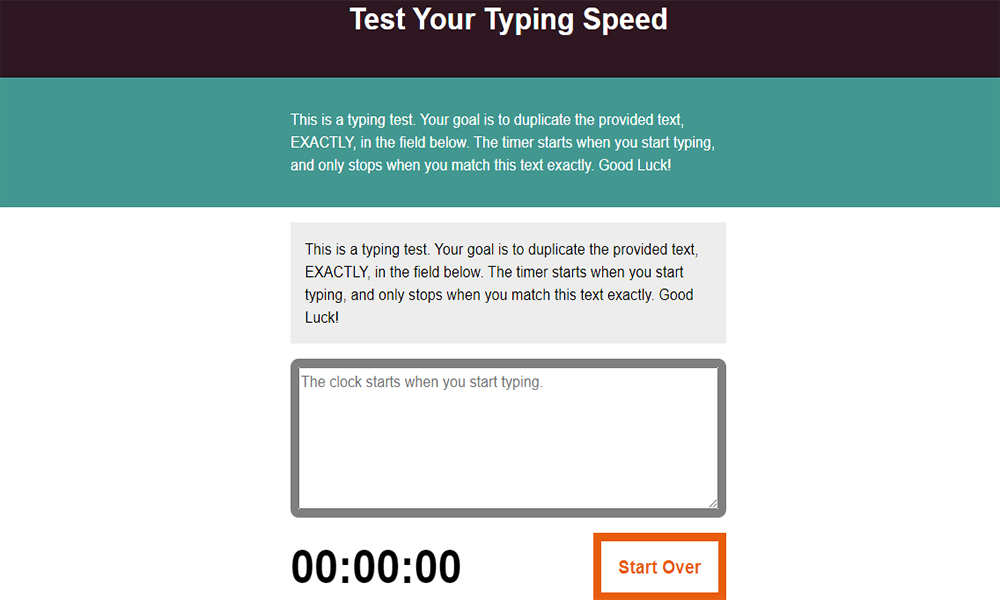 Test Your Typing Speed
This is a typing test. Your goal is to duplicate the provided text,
EXACTLY, in the field below. The timer starts when you start typing,
and only stops when you match this text exactly. Good Luck!
This is a typing test. Your goal is to duplicate the provided text,
EXACTLY, in the field below. The timer starts when you start
typing, and only stops when you match this text exactly. Good
Luck!
The clock starts when you start typing.
00:00:00
Start Over